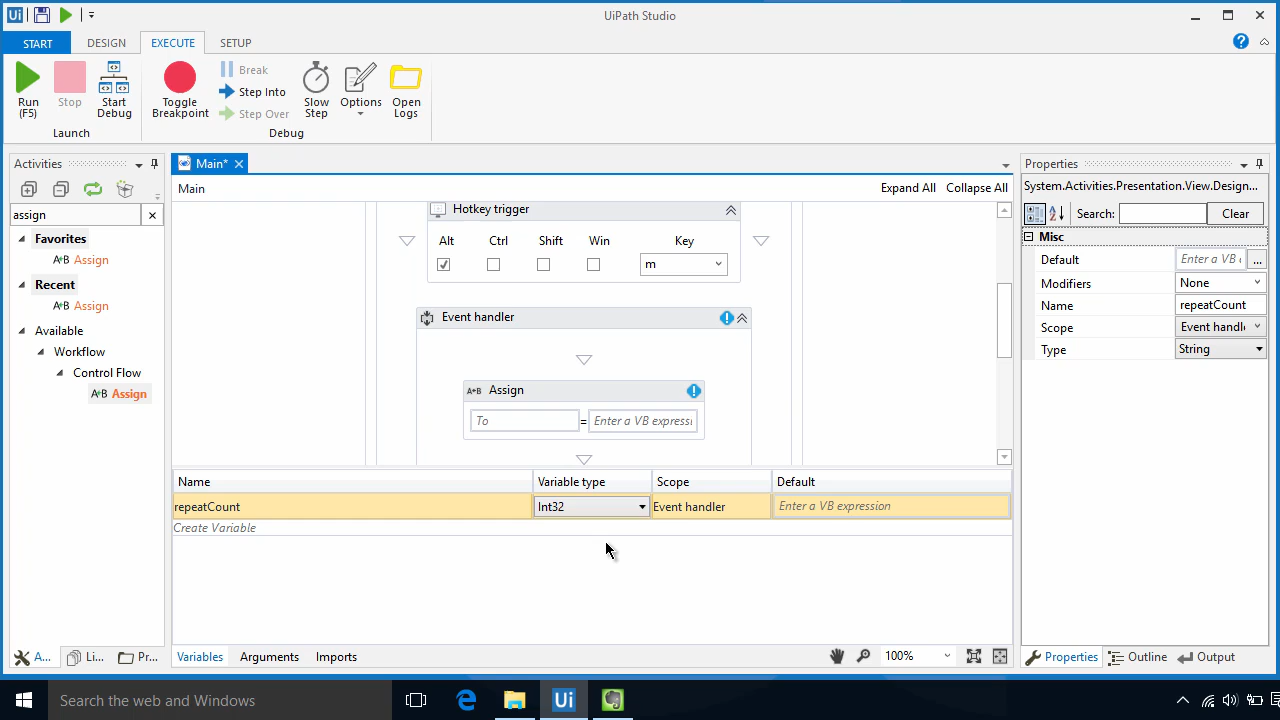 Ui
UiPath Studio
START DESIGN EXECUTE SETUP
Run (F5)
Stop
Start Debug
Launch
Toggle Breakpoint
Break
Step Into
Step Over
Slow Step
Options
Open Logs
Debug
Activities
assign
Favorites
A+B Assign
Recent
A+B Assign
Available
Workflow
Control Flow
A+B Assign
A...
Li...
Pr...
Main*
Main
Expand All Collapse All
Hotkey trigger
Alt Ctrl Shift Win Key
m
Event handler
A+B Assign
To = Enter a VB expressi
Name Variable type Scope Default
repeatCount Int32 Event handler Enter a VB expression
Create Variable
Variables Arguments Imports
100%
Properties
System.Activities.Presentation.View.Design...
Search: Clear
Misc
Default Enter a VB ...
Modifiers None
Name repeatCount
Scope Event handl
Type String
Properties Outline Output
Search the web and Windows
Ui